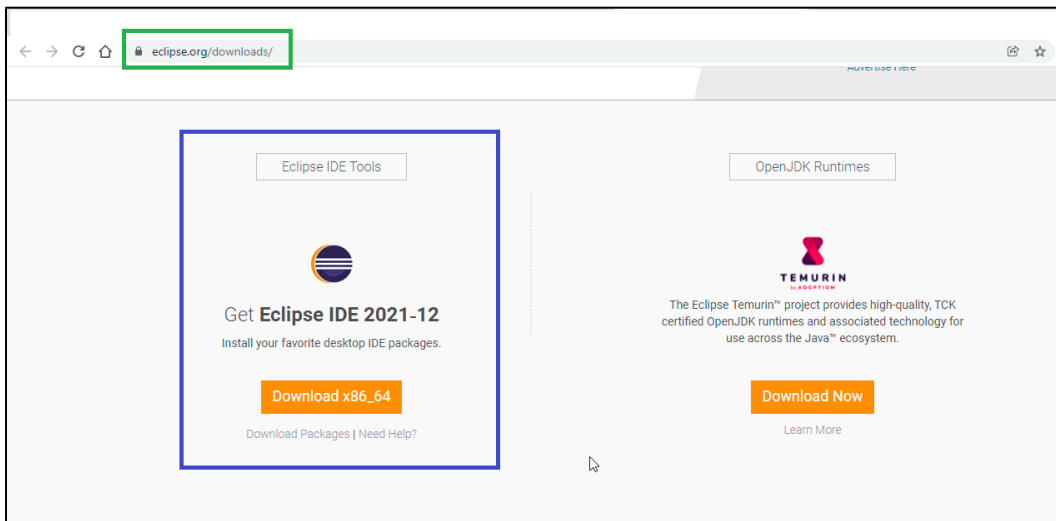 eclipse.org/downloads/
Advertise Here
Eclipse IDE Tools
Get Eclipse IDE 2021-12
Install your favorite desktop IDE packages.
Download x86_64
Download Packages | Need Help?
OpenJDK Runtimes
TEMURIN
by ADOPTIUM
The Eclipse Temurin™ project provides high-quality, TCK
certified OpenJDK runtimes and associated technology for
use across the Java™ ecosystem.
Download Now
Learn More